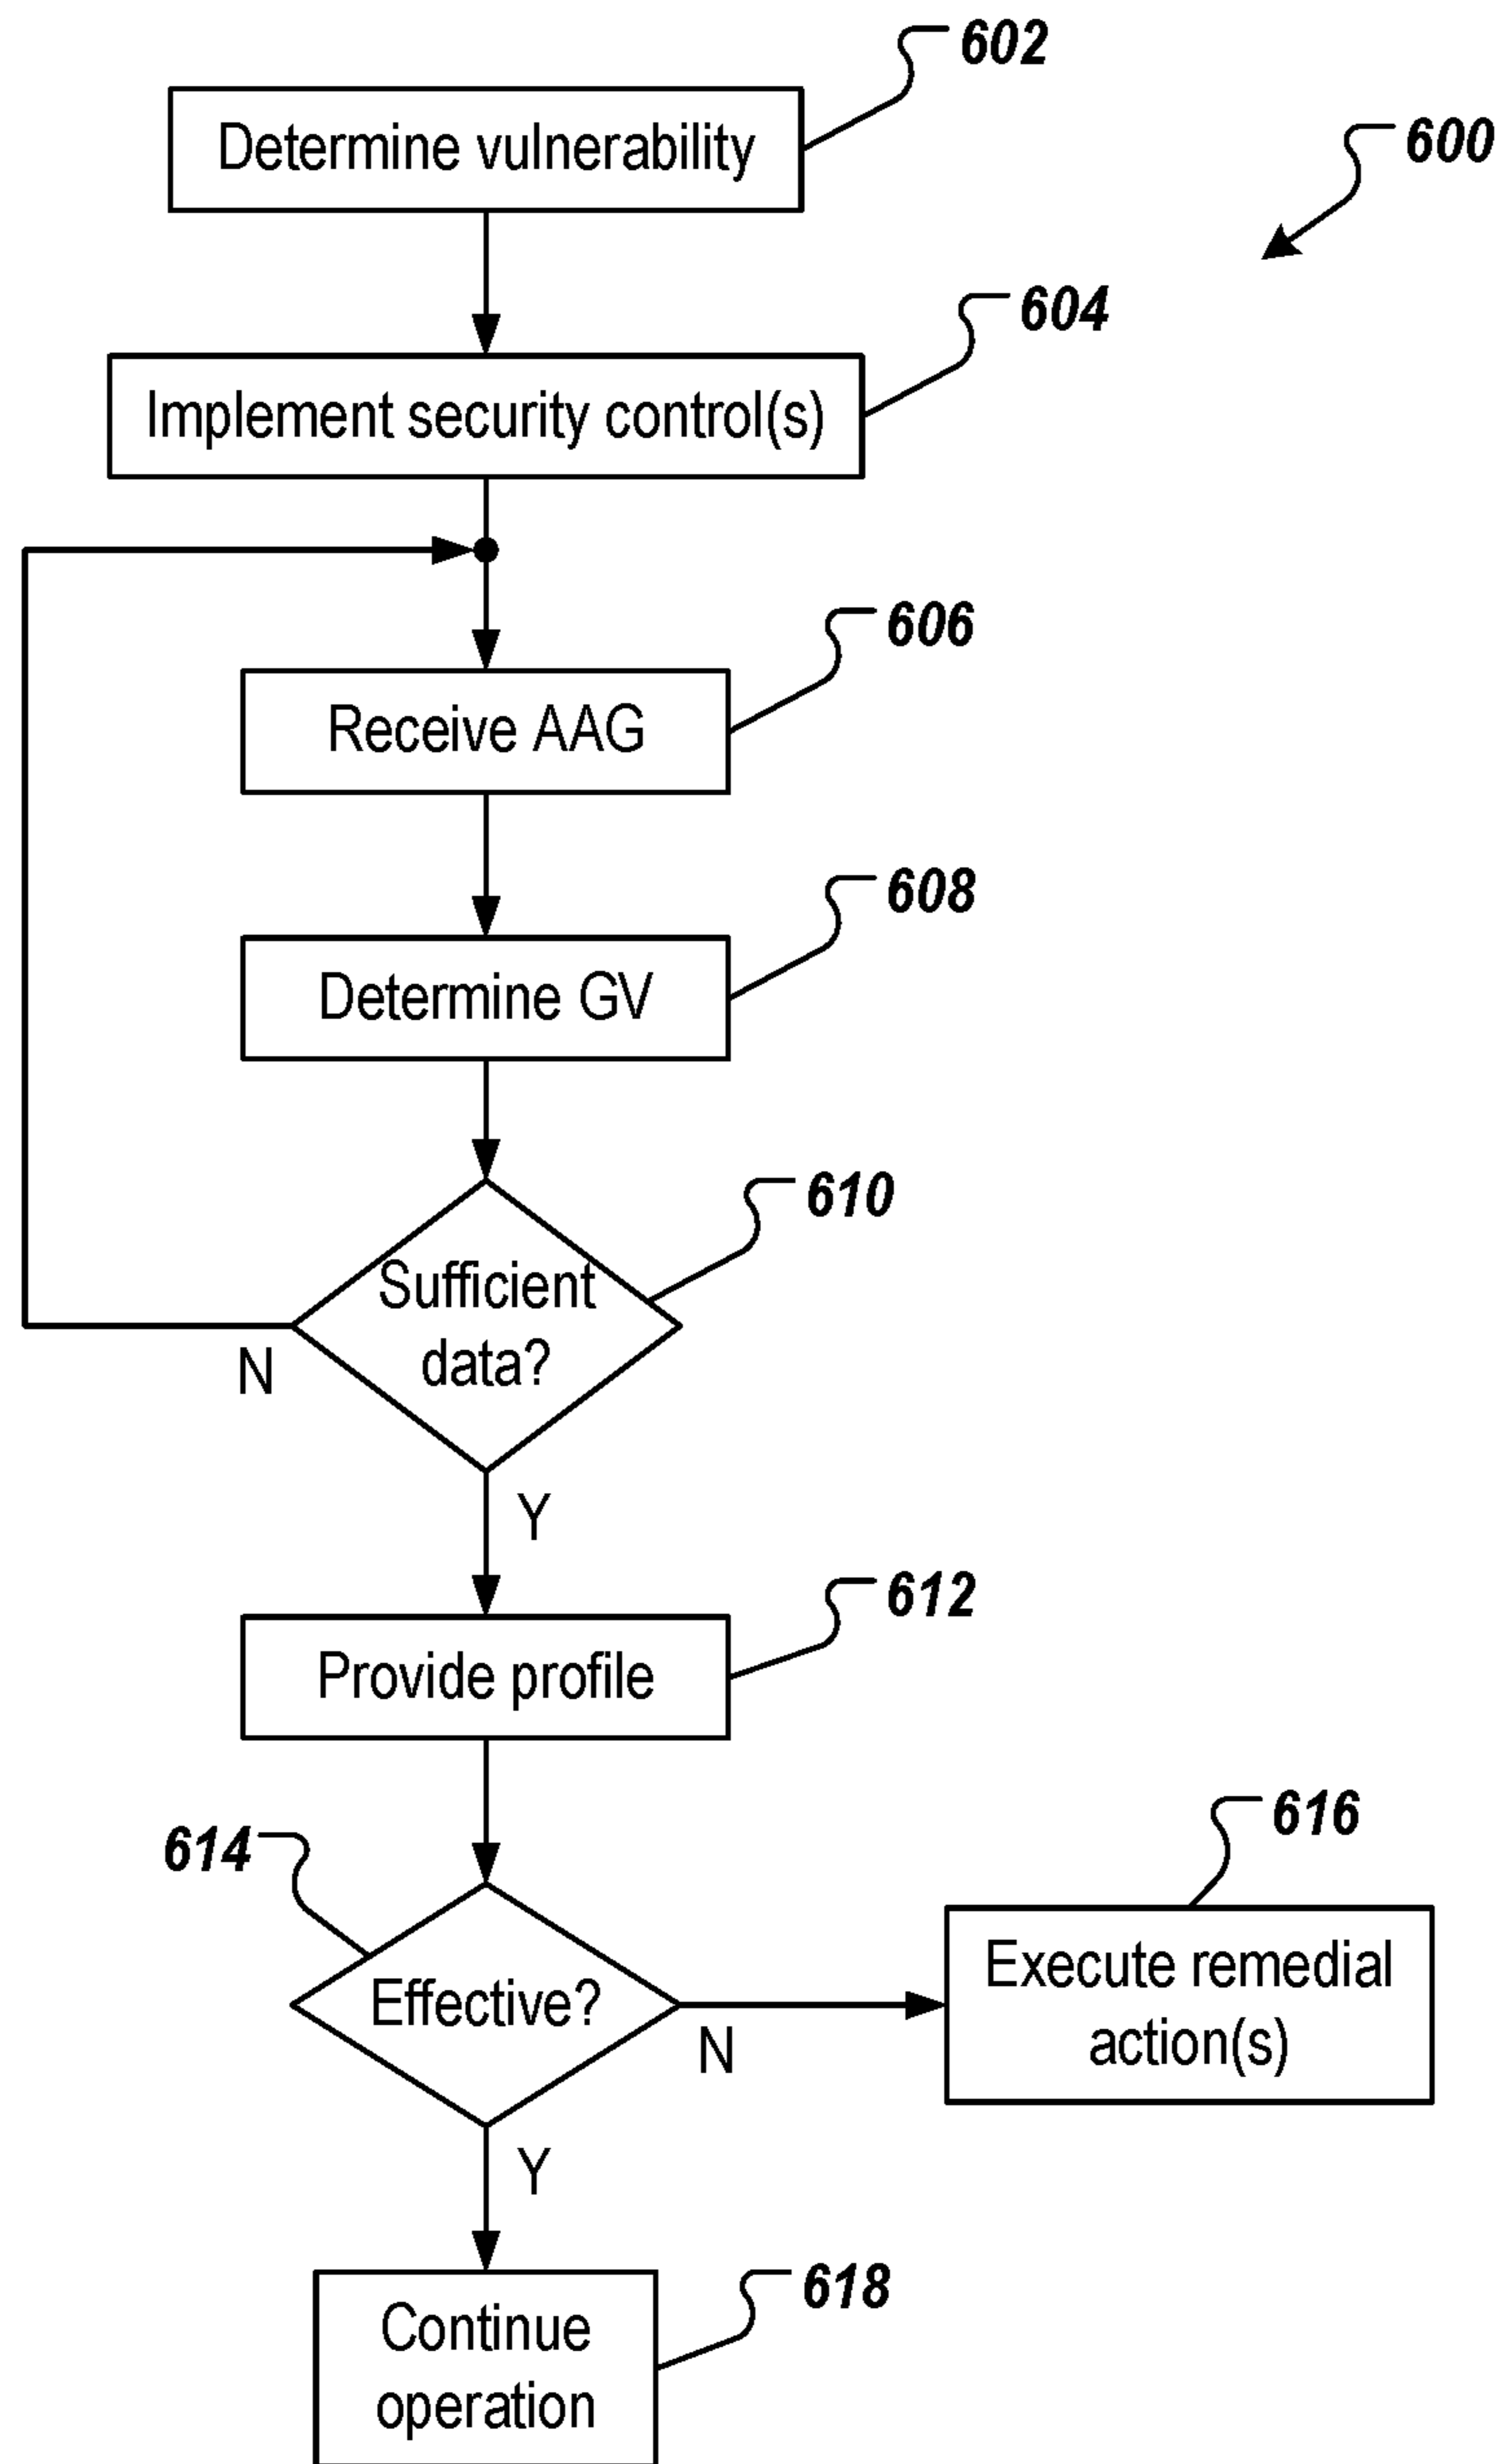 602
Determine vulnerability
600
604
Implement security control(s)
606
Receive AAG
608
Determine GV
610
Sufficient
data?
N
Y
612
Provide profile
614
616
Effective?
Execute remedial
action(s)
N
Y
618
Continue
operation